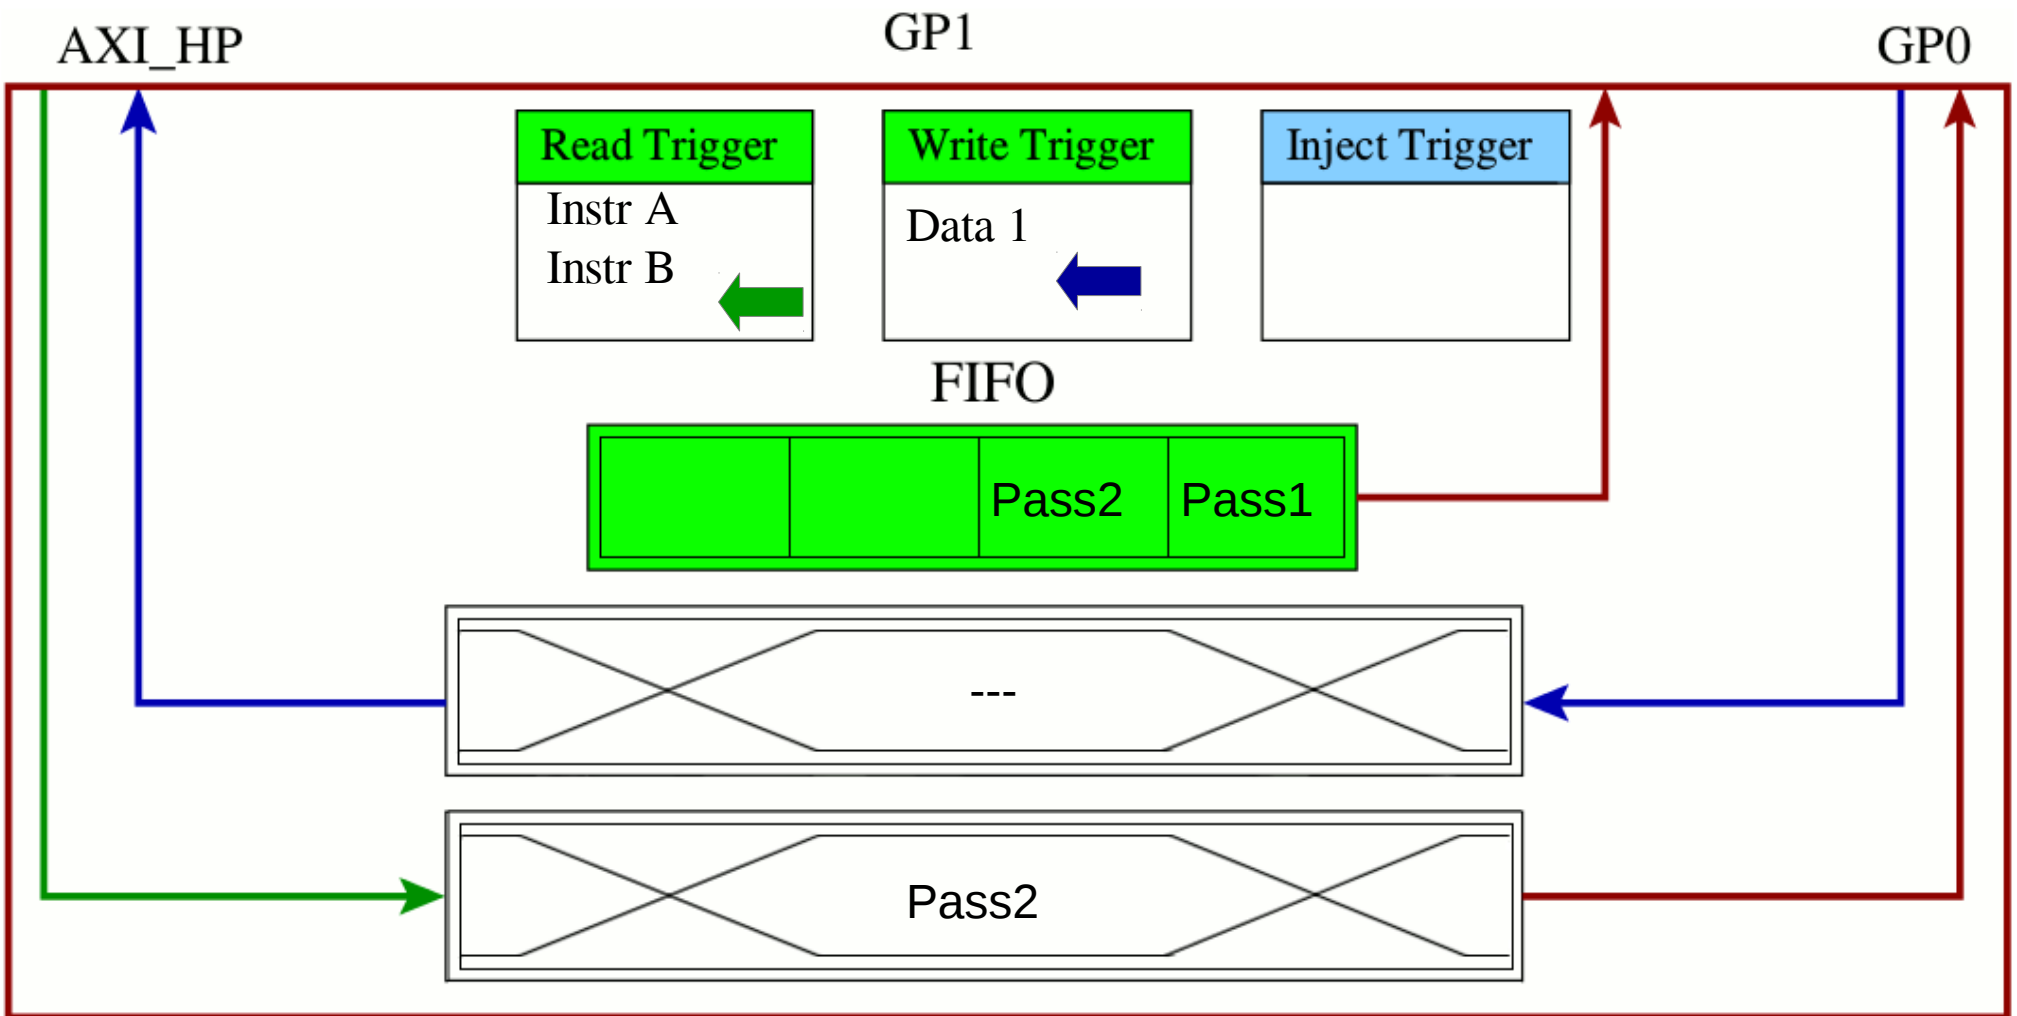 AXI_HP
GP1
GP0
Read Trigger
Instr A
Instr B
Write Trigger
Data 1
Inject Trigger
FIFO
Pass2
Pass1
---
Pass2